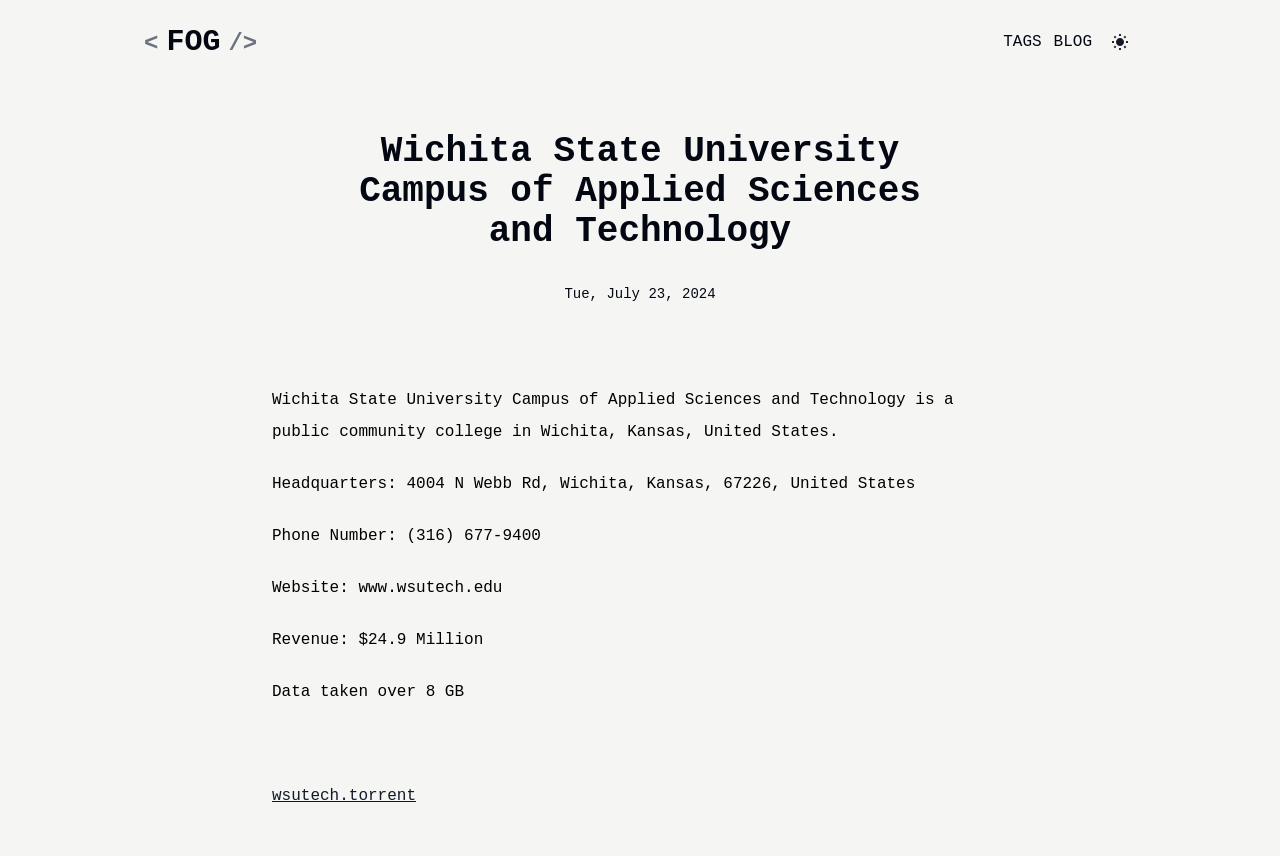 < FOG />
TAGS BLOG
Wichita State University
Campus of Applied Sciences
and Technology
Tue, July 23, 2024
Wichita State University Campus of Applied Sciences and Technology is a
public community college in Wichita, Kansas, United States.
Headquarters: 4004 N Webb Rd, Wichita, Kansas, 67226, United States
Phone Number: (316) 677-9400
Website: www.wsutech.edu
Revenue: $24.9 Million
Data taken over 8 GB
wsutech.torrent